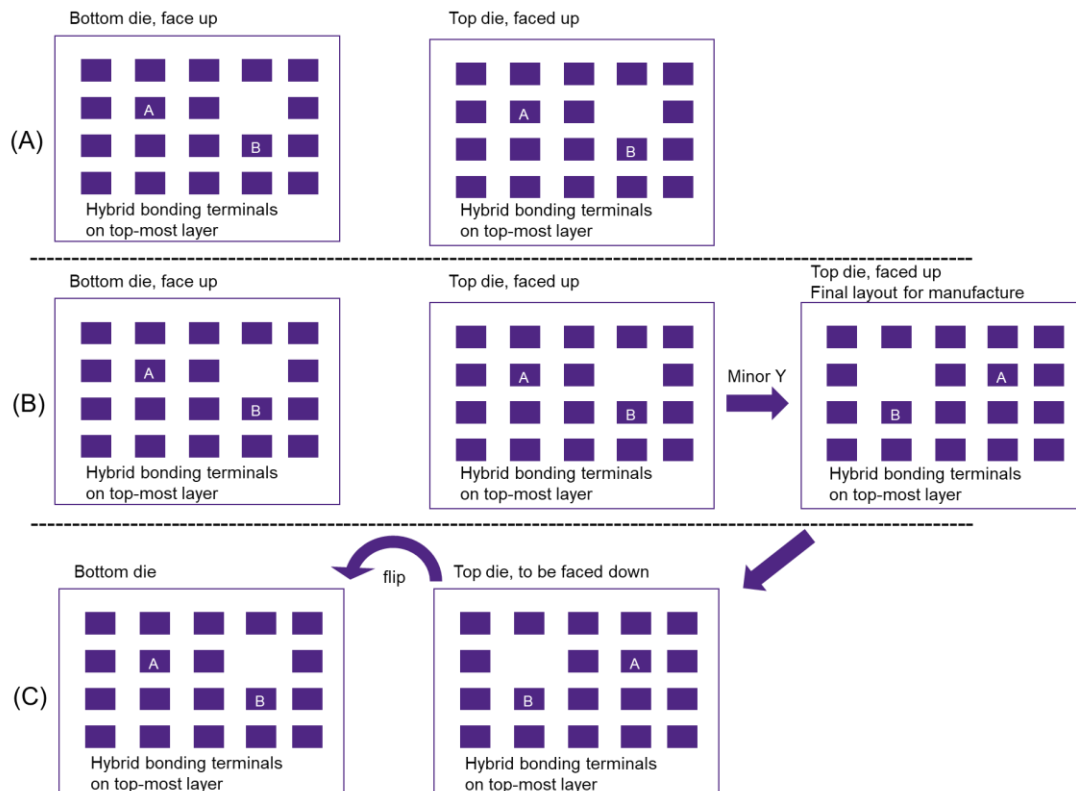 Bottom die, face up
Top die, faced up
(A)
A
B
A
B
Hybrid bonding terminals
on top-most layer
Hybrid bonding terminals
on top-most layer
Bottom die, face up
Top die, faced up
Top die, faced up
Final layout for manufacture
(B)
A
B
A
B
Minor Y
A
B
Hybrid bonding terminals
on top-most layer
Hybrid bonding terminals
on top-most layer
Hybrid bonding terminals
on top-most layer
Bottom die
flip
Top die, to be faced down
(C)
A
B
A
B
Hybrid bonding terminals
on top-most layer
Hybrid bonding terminals
on top-most layer